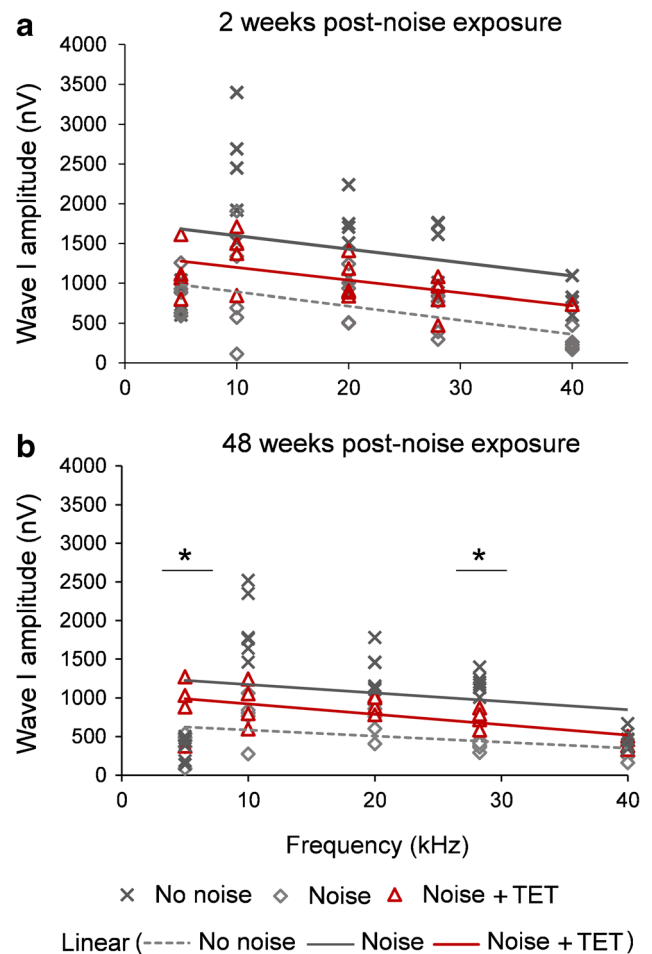 a
2 weeks post-noise exposure
Wave I amplitude (nV)
4000
3500
3000
2500
2000
1500
1000
500
0
0 10 20 30 40
b
48 weeks post-noise exposure
Wave I amplitude (nV)
4000
3500
3000
2500
2000
1500
1000
500
0
* *
0 10 20 30 40
Frequency (kHz)
No noise Noise Noise + TET
Linear ( No noise Noise Noise + TET )